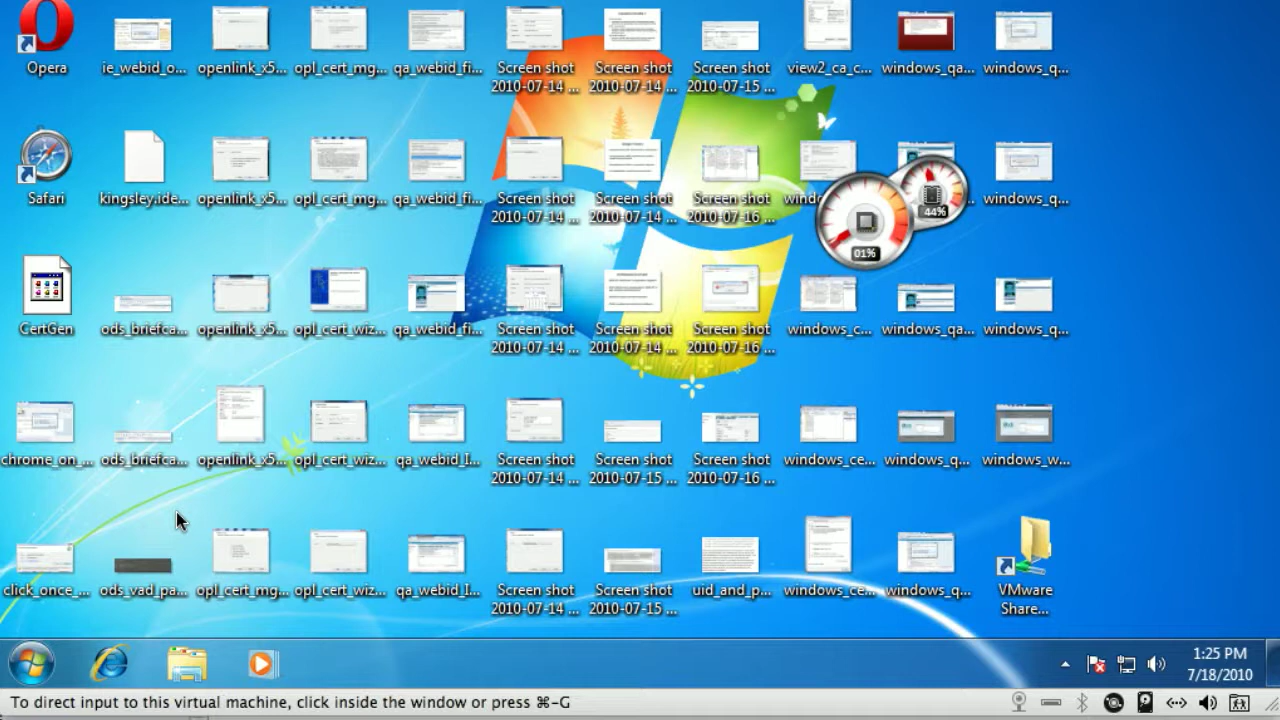 Opera
ie_webid_o...
openlink_x5...
opl_cert_mg...
qa_webid_fi...
Screen shot
2010-07-14 ...
Screen shot
2010-07-14 ...
Screen shot
2010-07-15 ...
view2_ca_c...
windows_qa...
windows_q...
Safari
kingsley.ide...
openlink_x5...
opl_cert_mg...
qa_webid_fi...
Screen shot
2010-07-14 ...
Screen shot
2010-07-14 ...
Screen shot
2010-07-16 ...
windows_q...
44%
01%
CertGen
ods_briefca...
openlink_x5...
opl_cert_wiz...
qa_webid_fi...
Screen shot
2010-07-14 ...
Screen shot
2010-07-14 ...
Screen shot
2010-07-16 ...
windows_c...
windows_qa...
windows_q...
chrome_on_...
ods_briefca...
openlink_x5...
opl_cert_wiz...
qa_webid_I...
Screen shot
2010-07-14 ...
Screen shot
2010-07-15 ...
Screen shot
2010-07-16 ...
windows_ce...
windows_q...
windows_w...
click_once_...
ods_vad_pa...
opl_cert_mg...
opl_cert_wiz...
qa_webid_I...
Screen shot
2010-07-14 ...
Screen shot
2010-07-15 ...
uid_and_p...
windows_ce...
windows_q...
VMware
Share...
1:25 PM
7/18/2010
To direct input to this virtual machine, click inside the window or press ⌘-G